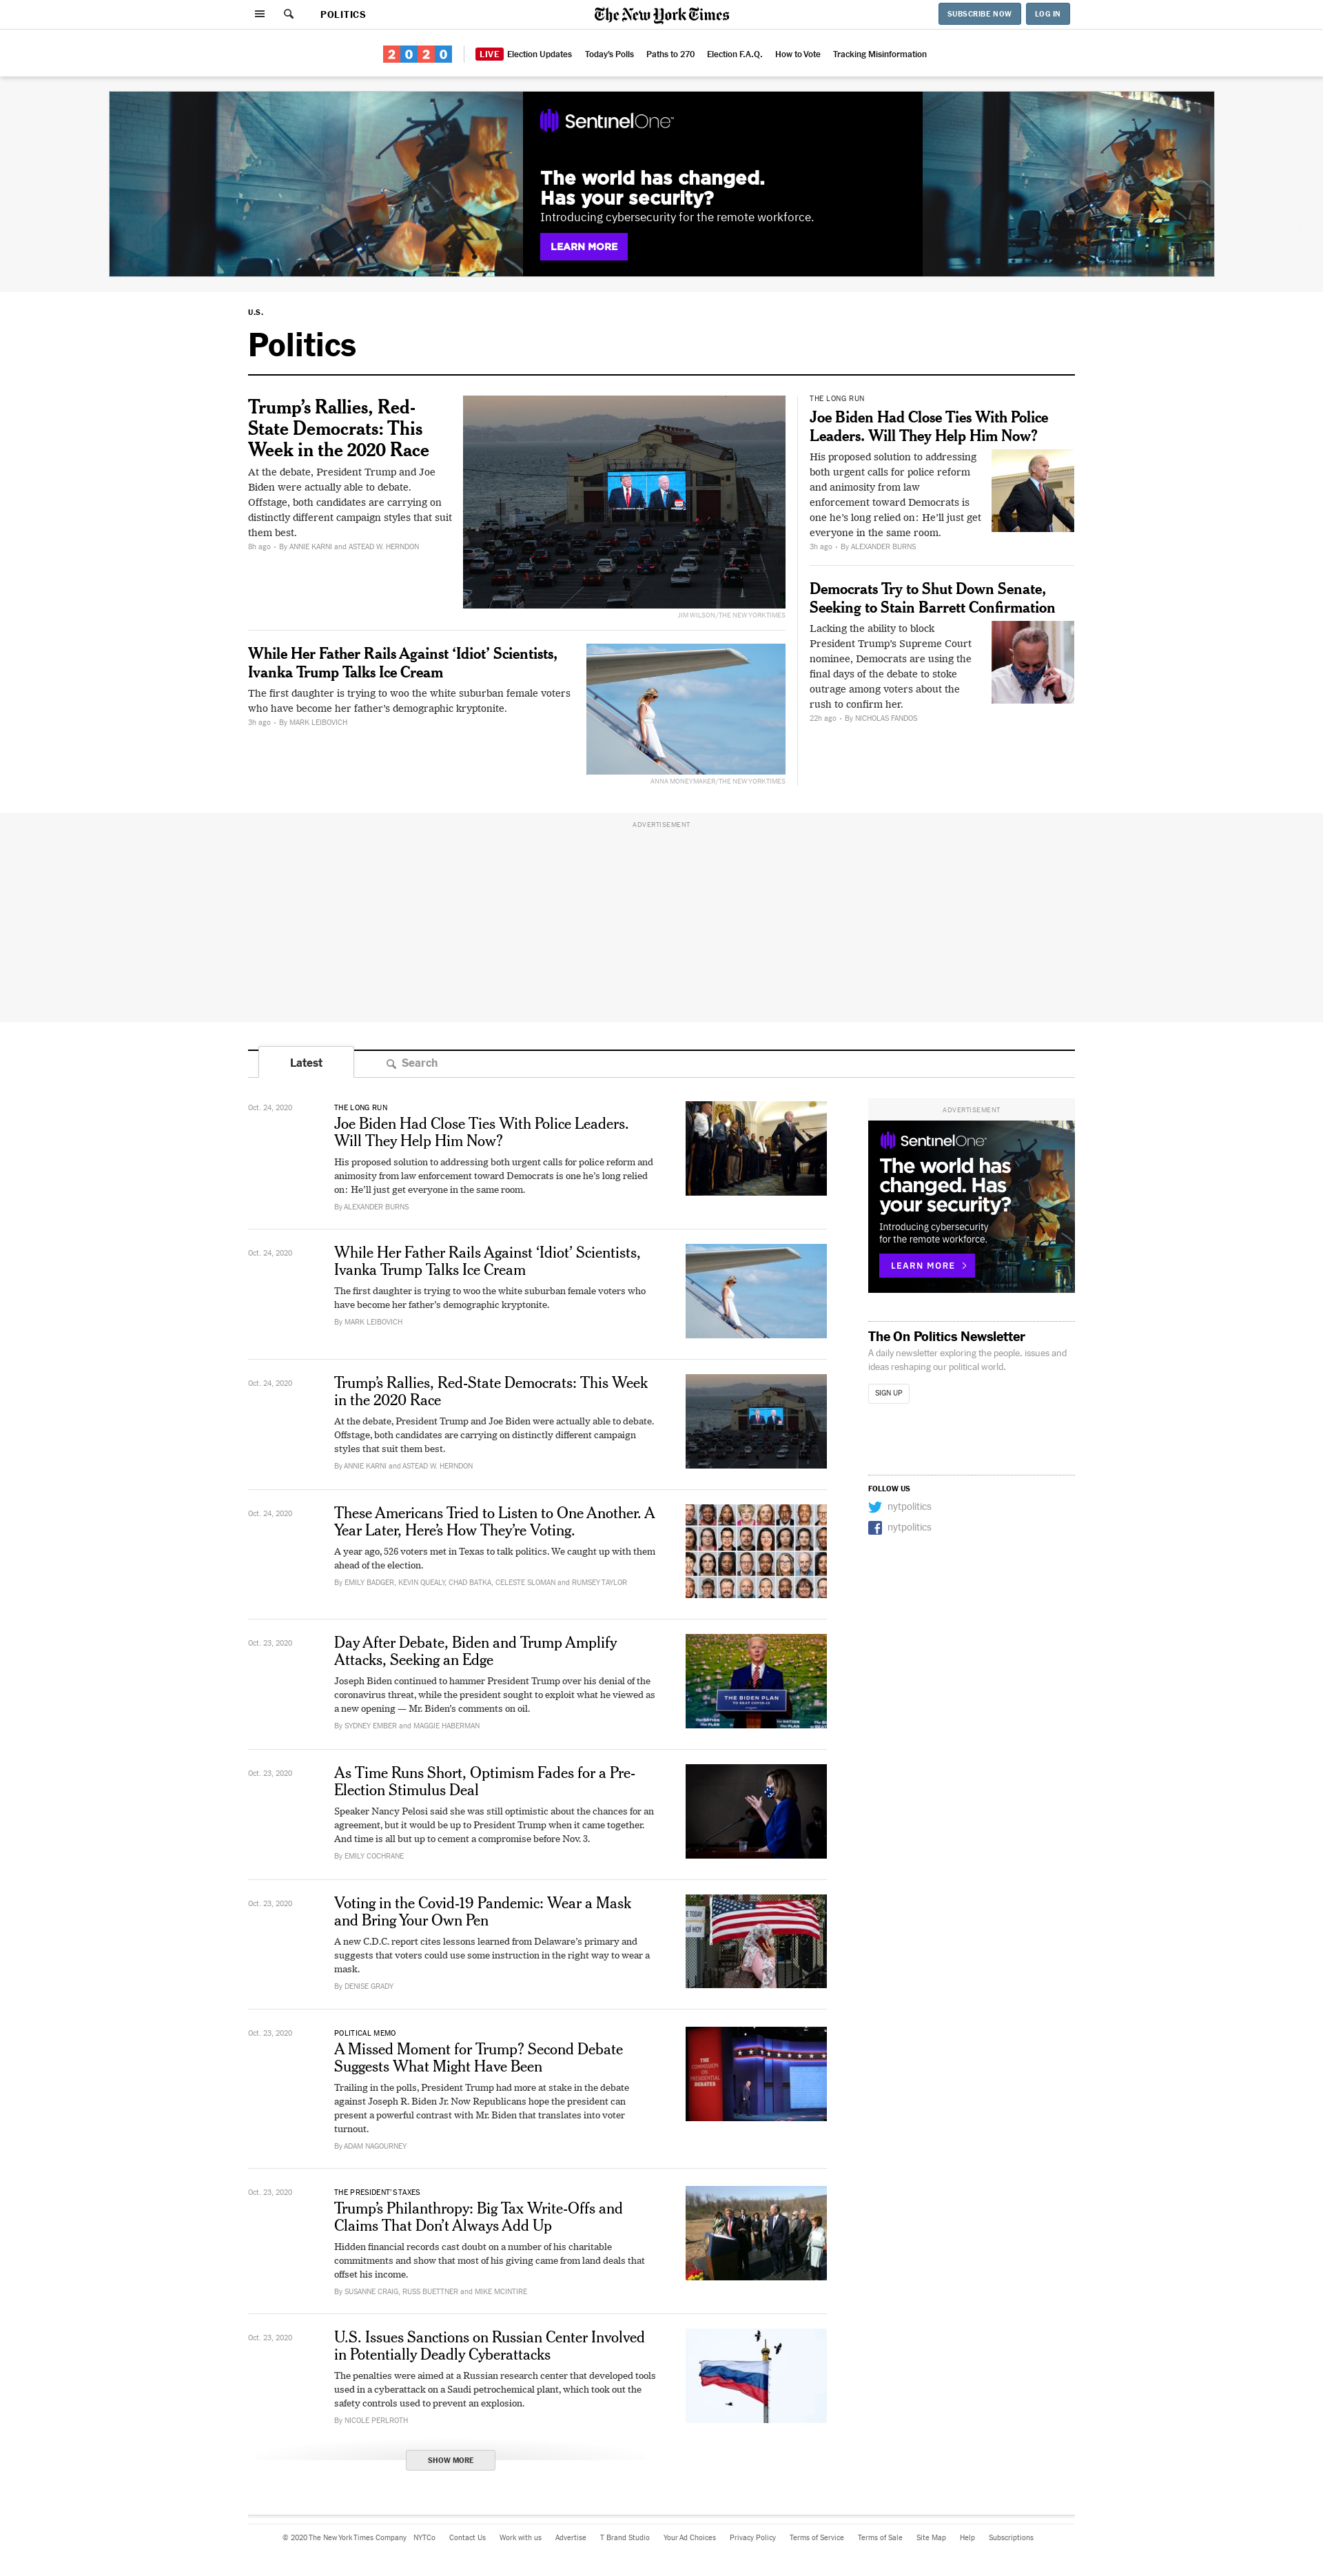 POLITICS
The New York Times
SUBSCRIBE NOW
LOG IN
2020
LIVE Election Updates Today's Polls Paths to 270 Election F.A.Q. How to Vote Tracking Misinformation
SentinelOne™
The world has changed.
Has your security?
Introducing cybersecurity for the remote workforce.
LEARN MORE
U.S.
Politics
Trump's Rallies, Red-
State Democrats: This
Week in the 2020 Race
At the debate, President Trump and Joe
Biden were actually able to debate.
Offstage, both candidates are carrying on
distinctly different campaign styles that suit
them best.
8h ago • By ANNIE KARNI and ASTEAD W. HERNDON
JIM WILSON/THE NEW YORK TIMES
While Her Father Rails Against ‘Idiot’ Scientists,
Ivanka Trump Talks Ice Cream
The first daughter is trying to woo the white suburban female voters
who have become her father’s demographic kryptonite.
3h ago • By MARK LEIBOVICH
ANNA MONEYMAKER/THE NEW YORK TIMES
THE LONG RUN
Joe Biden Had Close Ties With Police
Leaders. Will They Help Him Now?
His proposed solution to addressing
both urgent calls for police reform
and animosity from law
enforcement toward Democrats is
one he’s long relied on: He’ll just get
everyone in the same room.
3h ago • By ALEXANDER BURNS
Democrats Try to Shut Down Senate,
Seeking to Stain Barrett Confirmation
Lacking the ability to block
President Trump’s Supreme Court
nominee, Democrats are using the
final days of the debate to stoke
outrage among voters about the
rush to confirm her.
22h ago • By NICHOLAS FANDOS
ADVERTISEMENT
Latest
Search
Oct. 24, 2020
THE LONG RUN
Joe Biden Had Close Ties With Police Leaders.
Will They Help Him Now?
His proposed solution to addressing both urgent calls for police reform and
animosity from law enforcement toward Democrats is one he’s long relied
on: He’ll just get everyone in the same room.
By ALEXANDER BURNS
Oct. 24, 2020
While Her Father Rails Against ‘Idiot’ Scientists,
Ivanka Trump Talks Ice Cream
The first daughter is trying to woo the white suburban female voters who
have become her father’s demographic kryptonite.
By MARK LEIBOVICH
Oct. 24, 2020
Trump’s Rallies, Red-State Democrats: This Week
in the 2020 Race
At the debate, President Trump and Joe Biden were actually able to debate.
Offstage, both candidates are carrying on distinctly different campaign
styles that suit them best.
By ANNIE KARNI and ASTEAD W. HERNDON
Oct. 24, 2020
These Americans Tried to Listen to One Another. A
Year Later, Here’s How They’re Voting.
A year ago, 526 voters met in Texas to talk politics. We caught up with them
ahead of the election.
By EMILY BADGER, KEVIN QUEALY, CHAD BATKA, CELESTE SLOMAN and RUMSEY TAYLOR
Oct. 23, 2020
Day After Debate, Biden and Trump Amplify
Attacks, Seeking an Edge
Joseph Biden continued to hammer President Trump over his denial of the
coronavirus threat, while the president sought to exploit what he viewed as
a new opening — Mr. Biden’s comments on oil.
By SYDNEY EMBER and MAGGIE HABERMAN
THE BIDEN PLAN
TO BEAT COVID-19
Oct. 23, 2020
As Time Runs Short, Optimism Fades for a Pre-
Election Stimulus Deal
Speaker Nancy Pelosi said she was still optimistic about the chances for an
agreement, but it would be up to President Trump when it came together.
And time is all but up to cement a compromise before Nov. 3.
By EMILY COCHRANE
Oct. 23, 2020
Voting in the Covid-19 Pandemic: Wear a Mask
and Bring Your Own Pen
A new C.D.C. report cites lessons learned from Delaware’s primary and
suggests that voters could use some instruction in the right way to wear a
mask.
By DENISE GRADY
Oct. 23, 2020
POLITICAL MEMO
A Missed Moment for Trump? Second Debate
Suggests What Might Have Been
Trailing in the polls, President Trump had more at stake in the debate
against Joseph R. Biden Jr. Now Republicans hope the president can
present a powerful contrast with Mr. Biden that translates into voter
turnout.
By ADAM NAGOURNEY
THE
COMMISSION
ON
PRESIDENTIAL
DEBATES
Oct. 23, 2020
THE PRESIDENT'S TAXES
Trump’s Philanthropy: Big Tax Write-Offs and
Claims That Don’t Always Add Up
Hidden financial records cast doubt on a number of his charitable
commitments and show that most of his giving came from land deals that
offset his income.
By SUSANNE CRAIG, RUSS BUETTNER and MIKE MCINTIRE
Oct. 23, 2020
U.S. Issues Sanctions on Russian Center Involved
in Potentially Deadly Cyberattacks
The penalties were aimed at a Russian research center that developed tools
used in a cyberattack on a Saudi petrochemical plant, which took out the
safety controls used to prevent an explosion.
By NICOLE PERLROTH
SHOW MORE
ADVERTISEMENT
SentinelOne™
The world has
changed. Has
your security?
Introducing cybersecurity
for the remote workforce.
LEARN MORE
The On Politics Newsletter
A daily newsletter exploring the people, issues and
ideas reshaping our political world.
SIGN UP
FOLLOW US
nytpolitics
nytpolitics
© 2020 The New York Times Company NYTCo Contact Us Work with us Advertise T Brand Studio Your Ad Choices Privacy Policy Terms of Service Terms of Sale Site Map Help Subscriptions